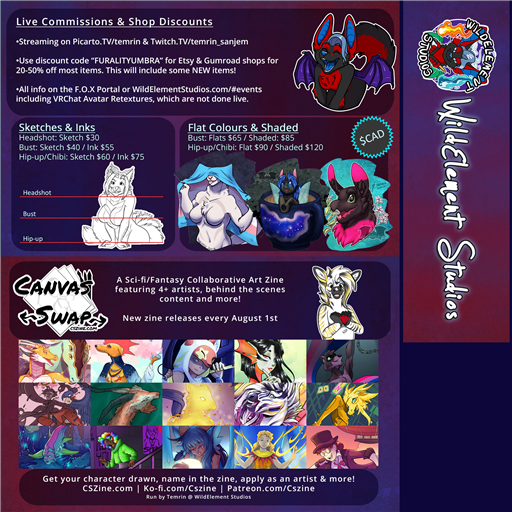 Live Commissions & Shop Discounts
•Streaming on Picarto.TV/temrin & Twitch.TV/temrin_sanjem
•Use discount code "FURALITYUMBRA" for Etsy & Gumroad shops for
20-50% off most items. This will include some NEW items!
•All info on the F.O.X Portal or WildElementStudios.com/#events
including VRChat Avatar Retextures, which are not done live.
Sketches & Inks
Headshot: Sketch $30
Bust: Sketch $40 / Ink $55
Hip-up/Chibi: Sketch $60 / Ink $75
Headshot
Bust
Hip-up
Flat Colours & Shaded
Bust: Flats $65 / Shaded: $85
Hip-up/Chibi: Flat $90 / Shaded $120
$CAD
WILDELEMENT
STUDIOS
WildElement Studios
CANVAS
SWAP
CSZINE.COM
A Sci-fi/Fantasy Collaborative Art Zine
featuring 4+ artists, behind the scenes
content and more!
New zine releases every August 1st
Get your character drawn, name in the zine, apply as an artist & more!
CSZine.com | Ko-fi.com/Cszine | Patreon.com/Cszine
Run by Temrin @ WildElement Studios